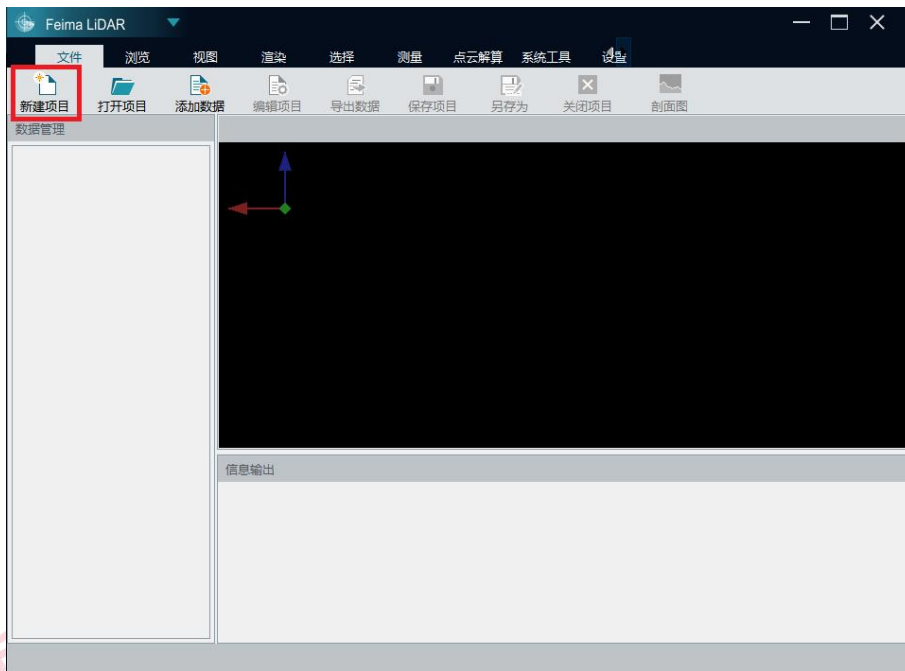 Feima LiDAR
文件 浏览 视图 渲染 选择 测量 点云解算 系统工具 设置
新建项目 打开项目 添加数据 编辑项目 导出数据 保存项目 另存为 关闭项目 剖面图
数据管理
信息输出